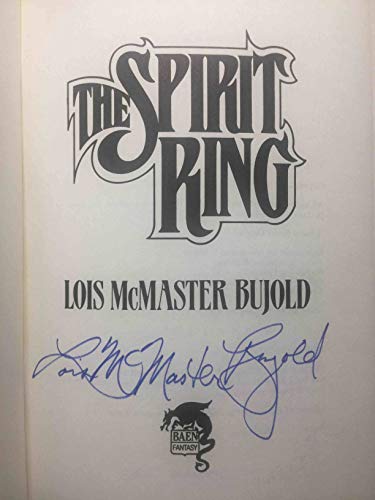 THE SPIRIT
RING
LOIS McMASTER BUJOLD
Lois McMaster Bujold
BAEN
FANTASY